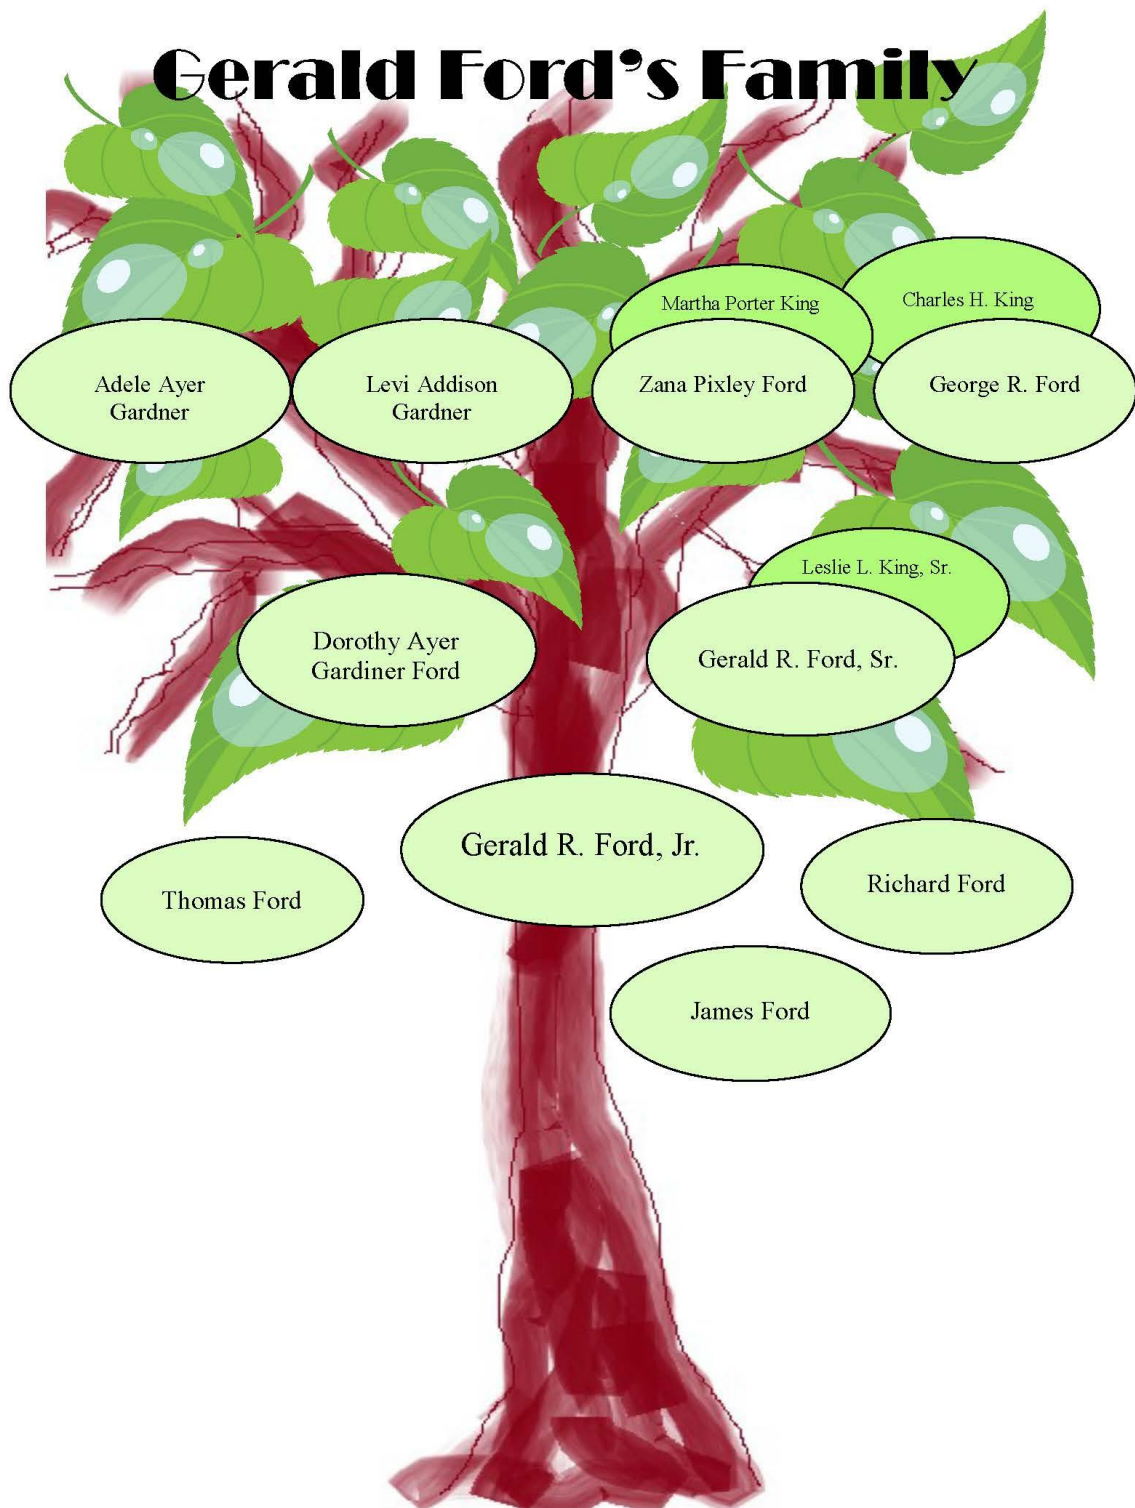 Gerald Ford's Family
Martha Porter King
Charles H. King
Adele Ayer
Gardner
Levi Addison
Gardner
Zana Pixley Ford
George R. Ford
Leslie L. King, Sr.
Dorothy Ayer
Gardiner Ford
Gerald R. Ford, Sr.
Gerald R. Ford, Jr.
Thomas Ford
Richard Ford
James Ford